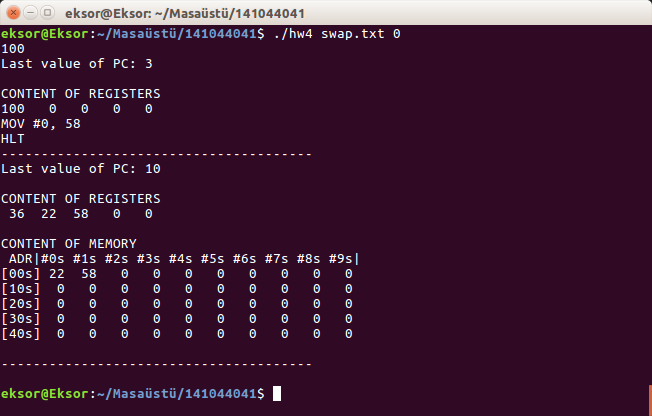 eksor@Eksor: ~/Masaüstü/141044041
eksor@Eksor:~/Masaüstü/141044041$ ./hw4 swap.txt 0
100
Last value of PC: 3
CONTENT OF REGISTERS
100   0   0   0   0
MOV #0, 58
HLT
---------------------------------------
Last value of PC: 10
CONTENT OF REGISTERS
 36  22  58   0   0
CONTENT OF MEMORY
 ADR|#0s #1s #2s #3s #4s #5s #6s #7s #8s #9s|
[00s] 22  58   0   0   0   0   0   0   0   0
[10s]  0   0   0   0   0   0   0   0   0   0
[20s]  0   0   0   0   0   0   0   0   0   0
[30s]  0   0   0   0   0   0   0   0   0   0
[40s]  0   0   0   0   0   0   0   0   0   0
---------------------------------------
eksor@Eksor:~/Masaüstü/141044041$